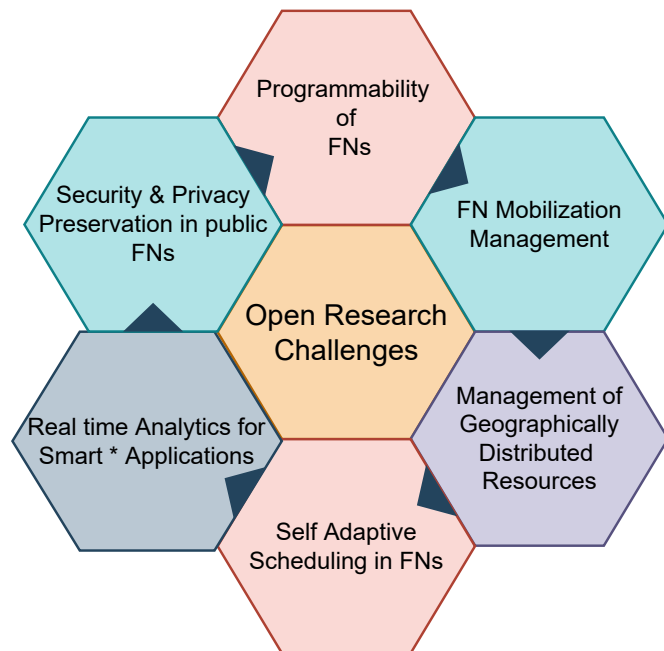 Programmability
of
FNs
Security & Privacy
Preservation in public
FNs
FN Mobilization
Management
Open Research
Challenges
Real time Analytics for
Smart * Applications
Management of
Geographically
Distributed
Resources
Self Adaptive
Scheduling in FNs